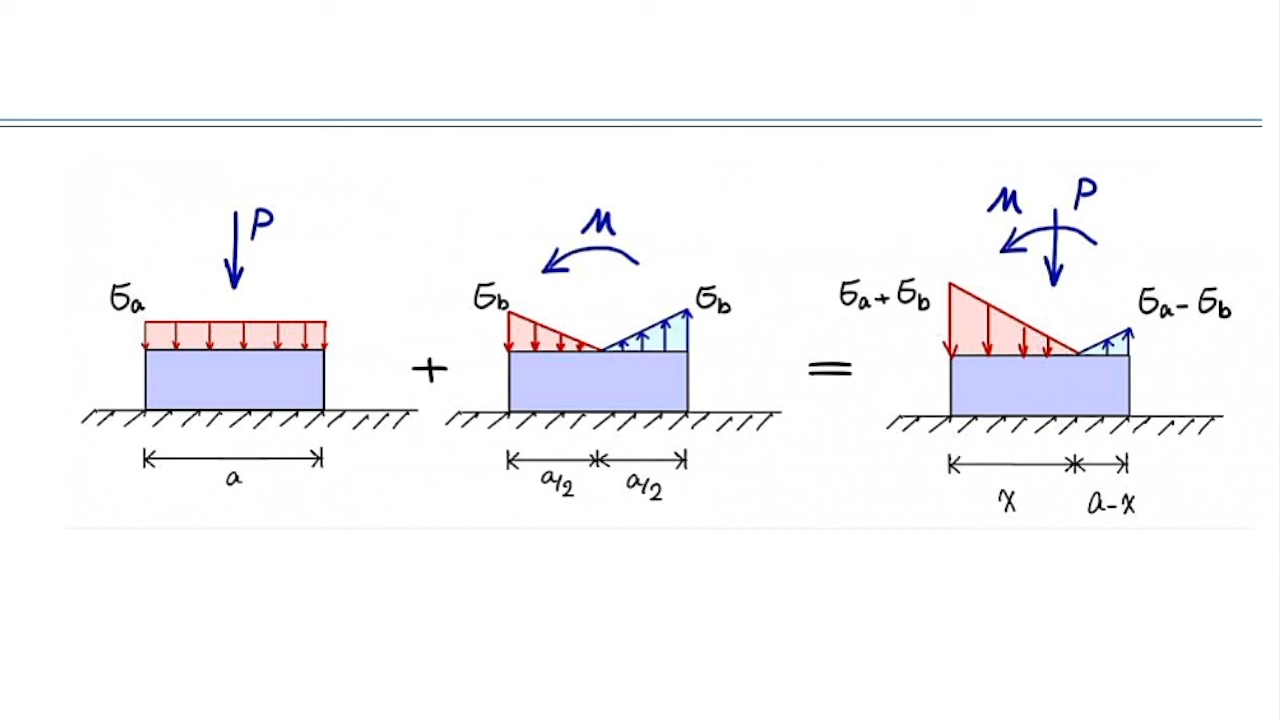 P
M
M P
σa
σb σb
σa + σb
σa - σb
+
=
a
a/2 a/2
x a-x